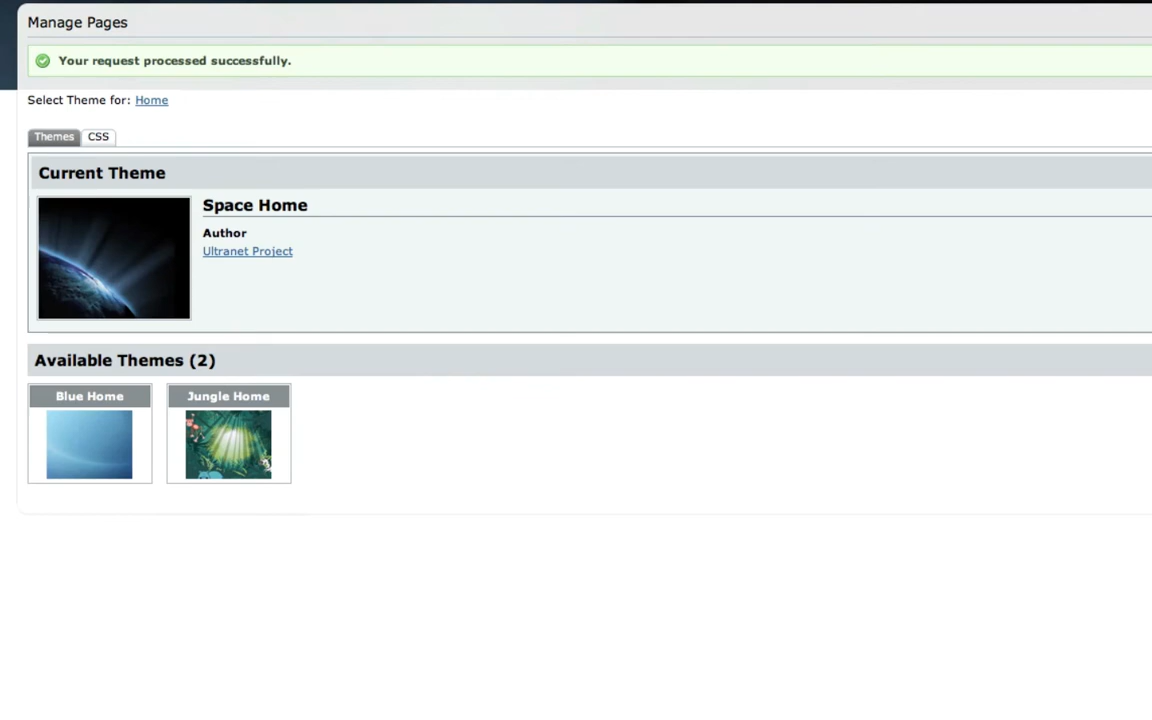 Manage Pages
Your request processed successfully.
Select Theme for: Home
Themes CSS
Current Theme
Space Home
Author
Ultranet Project
Available Themes (2)
Blue Home Jungle Home